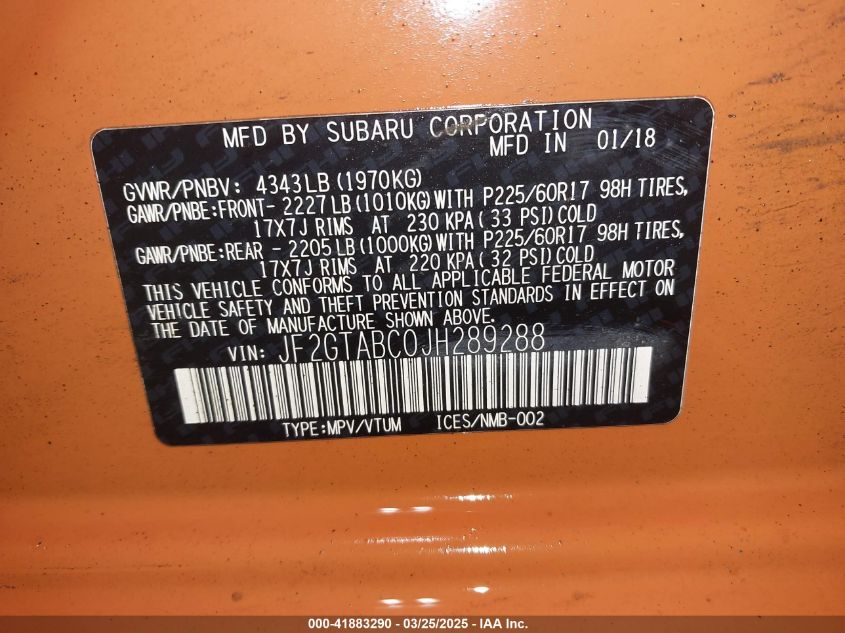 MFD BY SUBARU CORPORATION
MFD IN 01/18
GVWR/PNBV: 4343LB (1970KG)
GAWR/PNBE:FRONT- 2227LB (1010KG) WITH P225/60R17 98H TIRES,
17X7J RIMS AT 230 KPA ( 33 PSI) COLD
GAWR/PNBE:REAR - 2205LB (1000KG) WITH P225/60R17 98H TIRES,
17X7J RIMS AT 220 KPA ( 32 PSI) COLD
THIS VEHICLE CONFORMS TO ALL APPLICABLE FEDERAL MOTOR
VEHICLE SAFETY AND THEFT PREVENTION STANDARDS IN EFFECT ON
THE DATE OF MANUFACTURE SHOWN ABOVE.
VIN: JF2GTABC0JH289288
TYPE:MPV/VTUM ICES/NMB-002
000-41883290 - 03/25/2025 - IAA Inc.